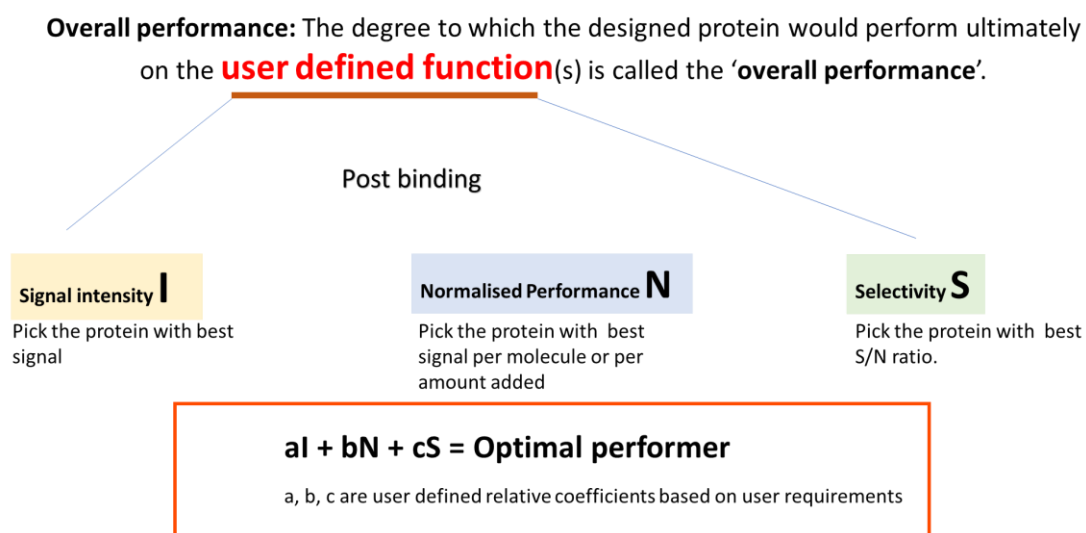 Overall performance: The degree to which the designed protein would perform ultimately
on the user defined function(s) is called the ‘overall performance’.
Post binding
Signal intensity I
Pick the protein with best
signal
Normalised Performance N
Pick the protein with best
signal per molecule or per
amount added
Selectivity S
Pick the protein with best
S/N ratio.
aI + bN + cS = Optimal performer
a, b, c are user defined relative coefficients based on user requirements